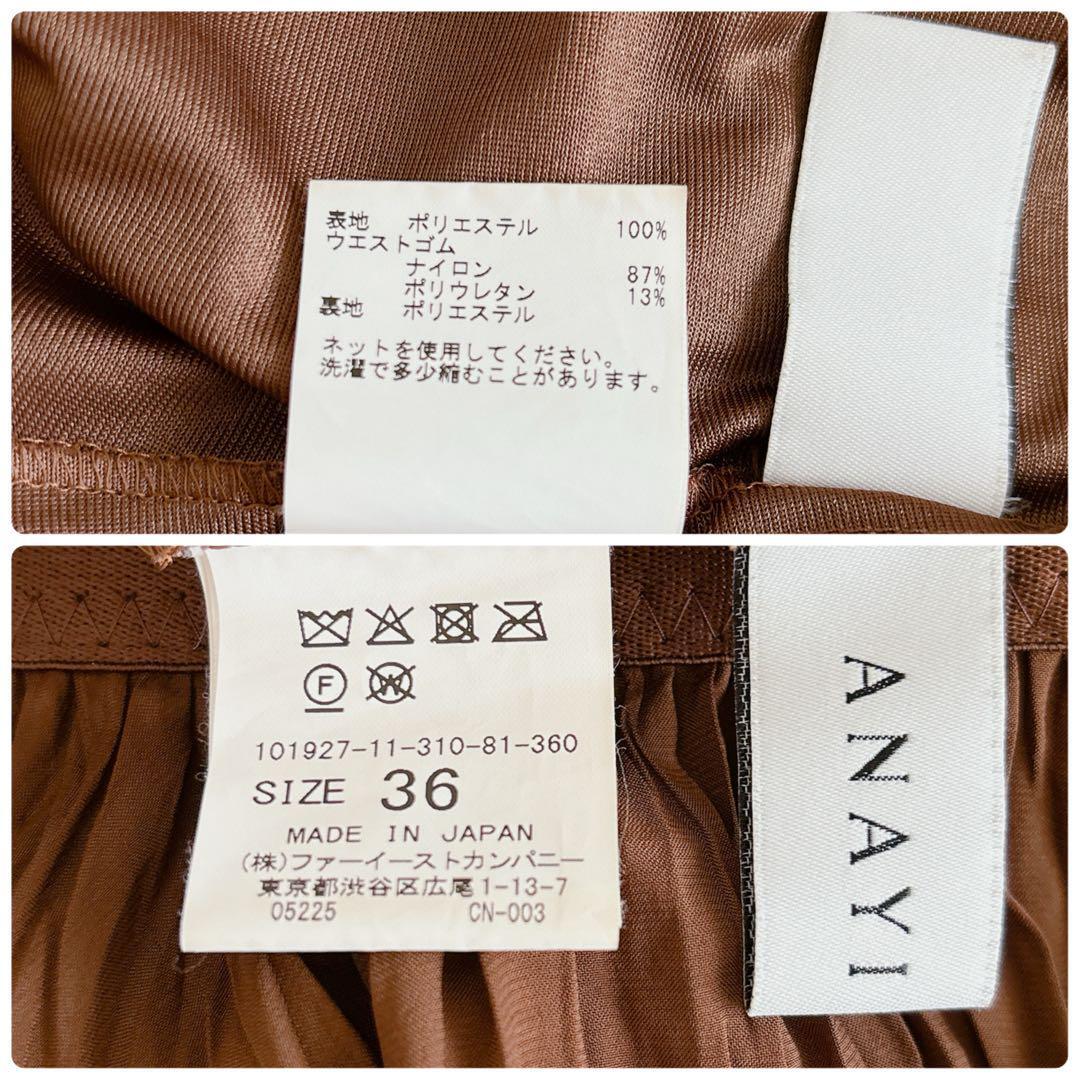 表地 ポリエステル 100%
ウエストゴム
ナイロン 87%
ポリウレタン 13%
裏地 ポリエステル
ネットを使用してください。
洗濯で多少縮むことがあります。
F
W
101927-11-310-81-360
SIZE 36
MADE IN JAPAN
(株)ファーイーストカンパニー
東京都渋谷区広尾1-13-7
05225 CN-003
ANAYI